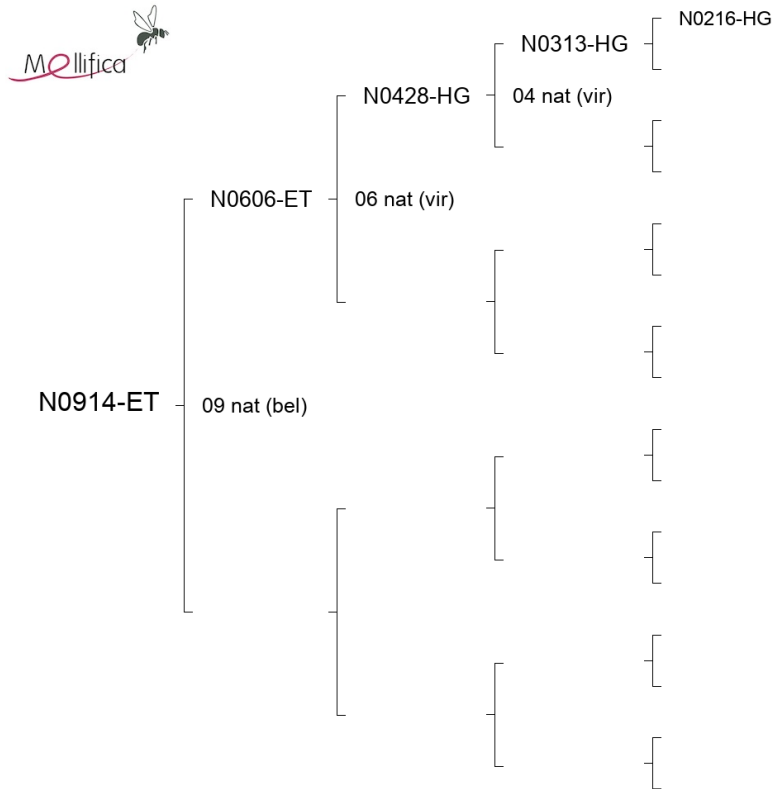 Mellifica
N0216-HG
N0313-HG
N0428-HG
04 nat (vir)
N0606-ET
06 nat (vir)
N0914-ET
09 nat (bel)